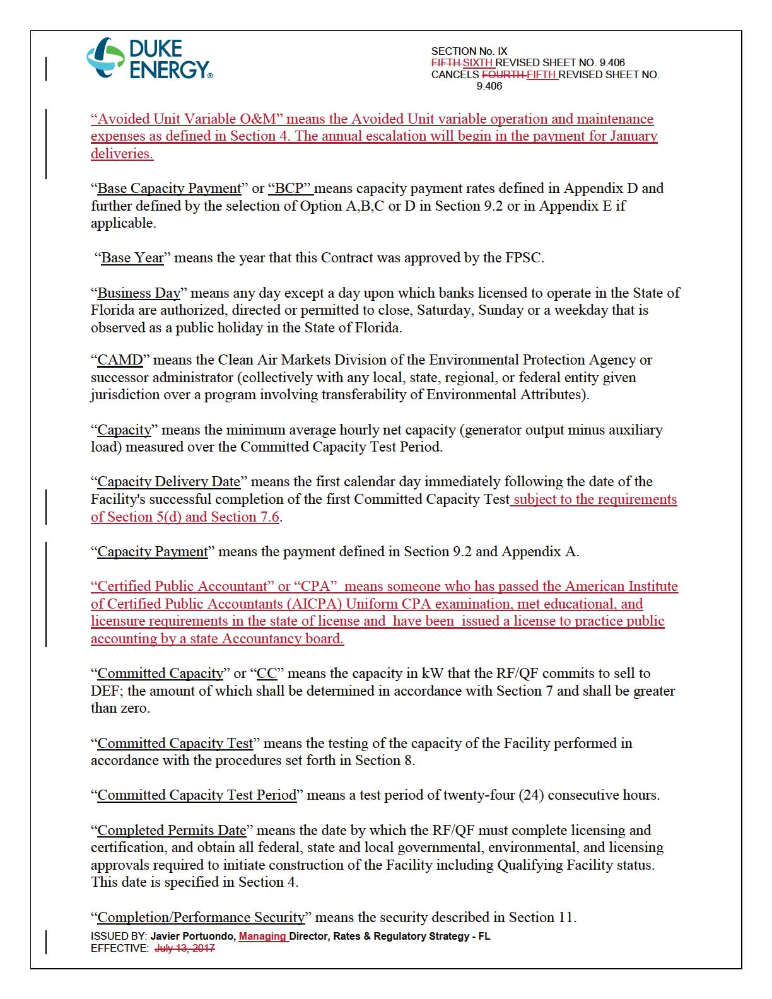 DUKE
ENERGY®
SECTION No. IX
FIFTH SIXTH REVISED SHEET NO. 9.406
CANCELS FOURTH FIFTH REVISED SHEET NO.
9.406
“Avoided Unit Variable O&M” means the Avoided Unit variable operation and maintenance
expenses as defined in Section 4. The annual escalation will begin in the payment for January
deliveries.
“Base Capacity Payment” or “BCP” means capacity payment rates defined in Appendix D and
further defined by the selection of Option A,B,C or D in Section 9.2 or in Appendix E if
applicable.
“Base Year” means the year that this Contract was approved by the FPSC.
“Business Day” means any day except a day upon which banks licensed to operate in the State of
Florida are authorized, directed or permitted to close, Saturday, Sunday or a weekday that is
observed as a public holiday in the State of Florida.
“CAMD” means the Clean Air Markets Division of the Environmental Protection Agency or
successor administrator (collectively with any local, state, regional, or federal entity given
jurisdiction over a program involving transferability of Environmental Attributes).
“Capacity” means the minimum average hourly net capacity (generator output minus auxiliary
load) measured over the Committed Capacity Test Period.
“Capacity Delivery Date” means the first calendar day immediately following the date of the
Facility's successful completion of the first Committed Capacity Test subject to the requirements
of Section 5(d) and Section 7.6.
“Capacity Payment” means the payment defined in Section 9.2 and Appendix A.
“Certified Public Accountant” or “CPA”  means someone who has passed the American Institute
of Certified Public Accountants (AICPA) Uniform CPA examination, met educational, and
licensure requirements in the state of license and  have been  issued a license to practice public
accounting by a state Accountancy board.
“Committed Capacity” or “CC” means the capacity in kW that the RF/QF commits to sell to
DEF; the amount of which shall be determined in accordance with Section 7 and shall be greater
than zero.
“Committed Capacity Test” means the testing of the capacity of the Facility performed in
accordance with the procedures set forth in Section 8.
“Committed Capacity Test Period” means a test period of twenty-four (24) consecutive hours.
“Completed Permits Date” means the date by which the RF/QF must complete licensing and
certification, and obtain all federal, state and local governmental, environmental, and licensing
approvals required to initiate construction of the Facility including Qualifying Facility status.
This date is specified in Section 4.
“Completion/Performance Security” means the security described in Section 11.
ISSUED BY: Javier Portuondo, Managing Director, Rates & Regulatory Strategy - FL
EFFECTIVE: July 13, 2017